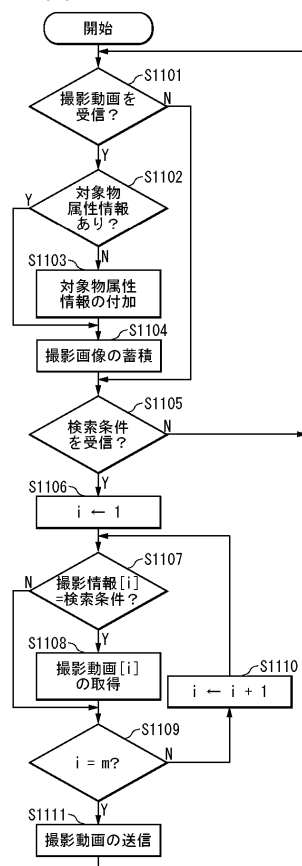 開始
S1101
撮影動画を
受信？
N
Y
S1102
対象物
属性情報
あり？
Y
N
S1103
対象物属性
情報の付加
S1104
撮影画像の蓄積
S1105
検索条件
を受信？
N
Y
S1106
i ← 1
S1107
撮影情報[i]
=検索条件？
N
Y
S1108
撮影動画[i]
の取得
S1110
i ← i + 1
S1109
i = m?
N
Y
S1111
撮影動画の送信